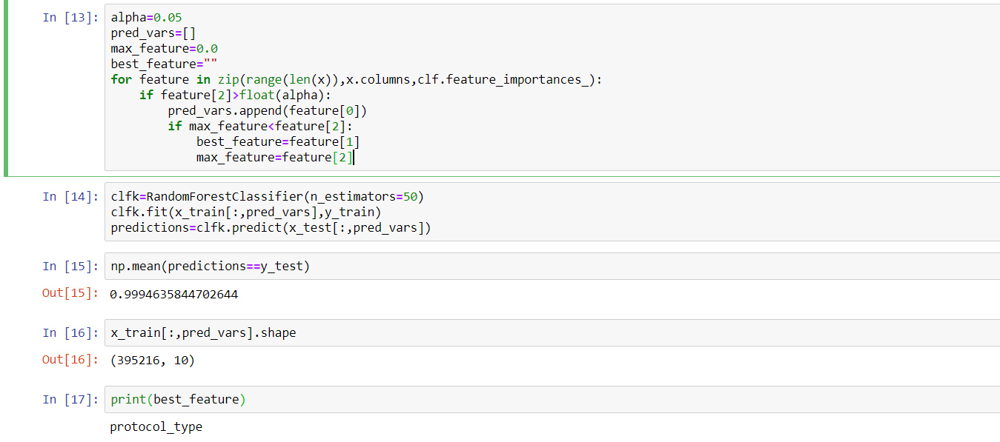 In [13]: alpha=0.05
pred_vars=[]
max_feature=0.0
best_feature=""
for feature in zip(range(len(x)),x.columns,clf.feature_importances_):
    if feature[2]>float(alpha):
        pred_vars.append(feature[0])
        if max_feature<feature[2]:
            best_feature=feature[1]
            max_feature=feature[2]
In [14]: clfk=RandomForestClassifier(n_estimators=50)
clfk.fit(x_train[:,pred_vars],y_train)
predictions=clfk.predict(x_test[:,pred_vars])
In [15]: np.mean(predictions==y_test)
Out[15]: 0.9994635844702644
In [16]: x_train[:,pred_vars].shape
Out[16]: (395216, 10)
In [17]: print(best_feature)
protocol_type